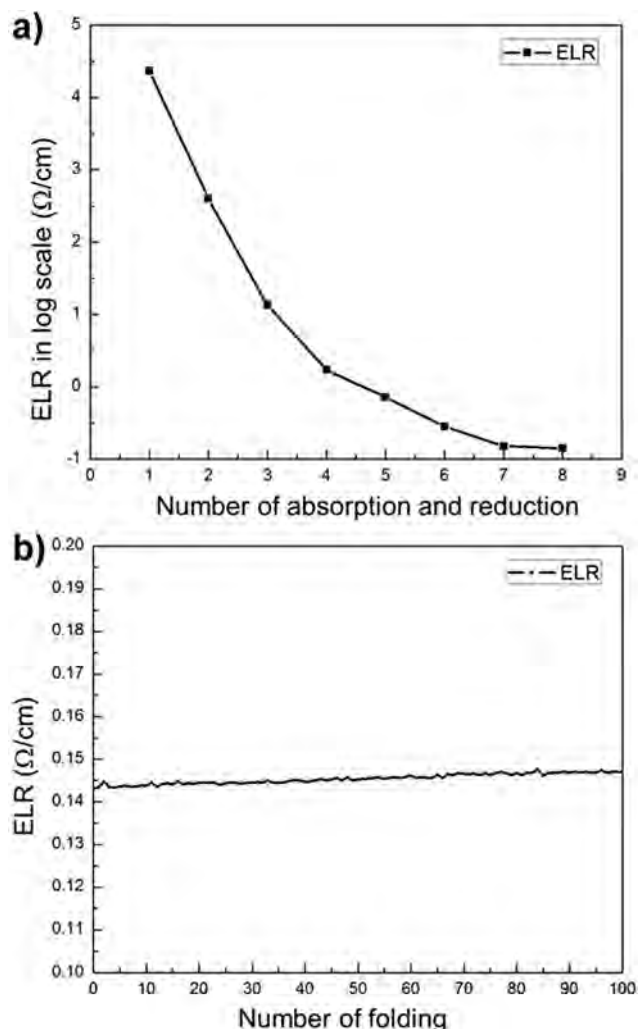 a)
5
ELR
4
3
2
1
0
-1
0 1 2 3 4 5 6 7 8 9
ELR in log scale (Ω/cm)
Number of absorption and reduction
b)
0.20
ELR
0.19
0.18
0.17
0.16
0.15
0.14
0.13
0.12
0.11
0.10
0 10 20 30 40 50 60 70 80 90 100
ELR (Ω/cm)
Number of folding